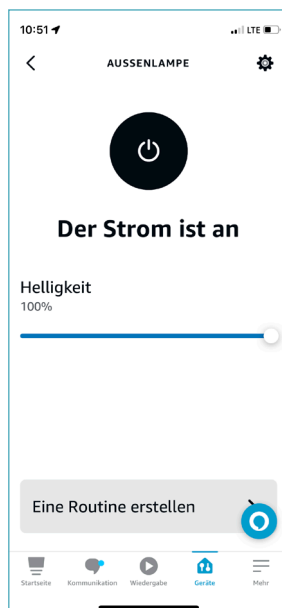 10:51
LTE
AUSSENLAMPE
Der Strom ist an
Helligkeit
100%
Eine Routine erstellen
Startseite Kommunikation Wiedergabe Geräte Mehr